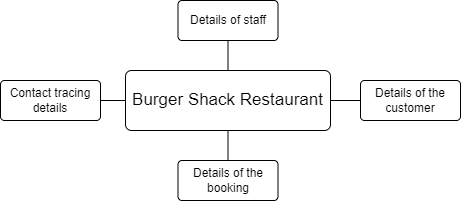 Details of staff
Contact tracing
details
Burger Shack Restaurant
Details of the
customer
Details of the
booking